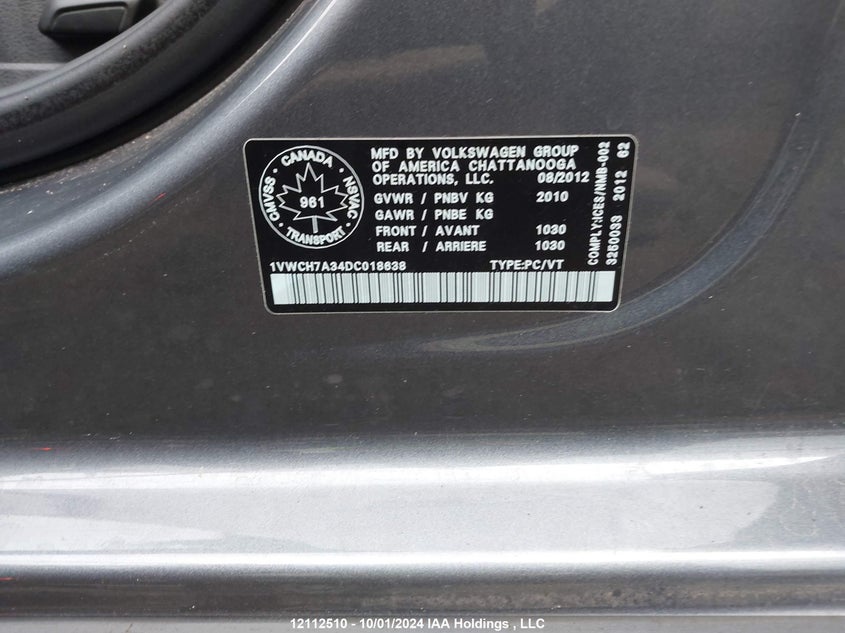 CANADA
CMVSS
NSVAC
961
TRANSPORT
MFD BY VOLKSWAGEN GROUP
OF AMERICA CHATTANOOGA
OPERATIONS, LLC. 08/2012
GVWR / PNBV KG 2010
GAWR / PNBE KG
FRONT / AVANT 1030
REAR / ARRIERE 1030
1VWCH7A34DC018638 TYPE:PC/VT
COMPLY:ICES/NMB-002
3250033 2012 G2
12112510 - 10/01/2024 IAA Holdings , LLC